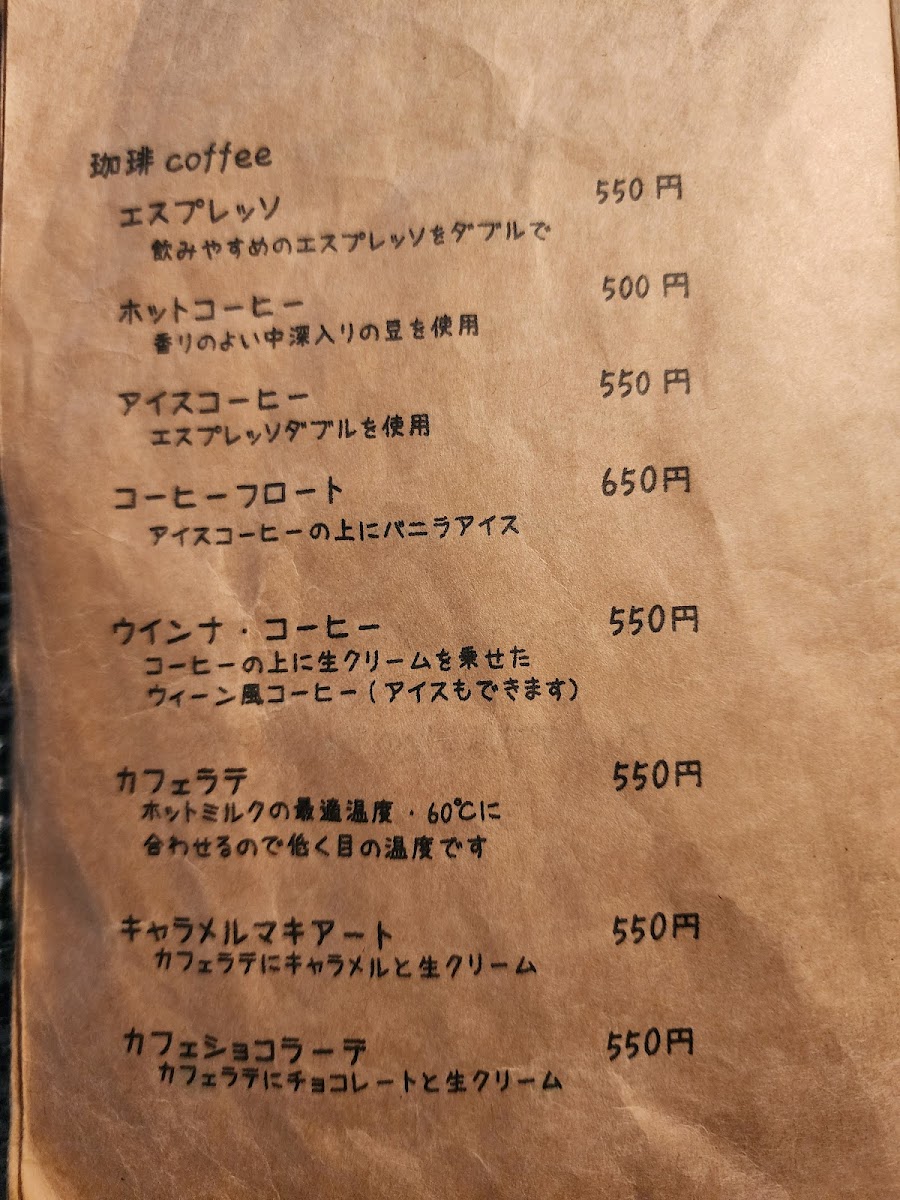 珈琲 coffee
エスプレッソ 550 円
飲みやすめのエスプレッソをダブルで
ホットコーヒー 500 円
香りのよい中深入りの豆を使用
アイスコーヒー 550 円
エスプレッソダブルを使用
コーヒーフロート 650円
アイスコーヒーの上にバニラアイス
ウインナ・コーヒー 550円
コーヒーの上に生クリームを乗せた
ウィーン風コーヒー(アイスもできます)
カフェラテ 550円
ホットミルクの最適温度・60℃に
合わせるので低く目の温度です
キャラメルマキアート 550円
カフェラテにキャラメルと生クリーム
カフェショコラーデ 550円
カフェラテにチョコレートと生クリーム